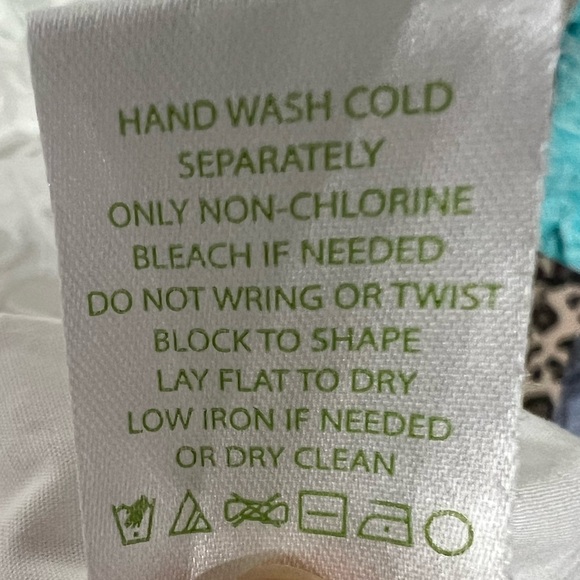 HAND WASH COLD
SEPARATELY
ONLY NON-CHLORINE
BLEACH IF NEEDED
DO NOT WRING OR TWIST
BLOCK TO SHAPE
LAY FLAT TO DRY
LOW IRON IF NEEDED
OR DRY CLEAN